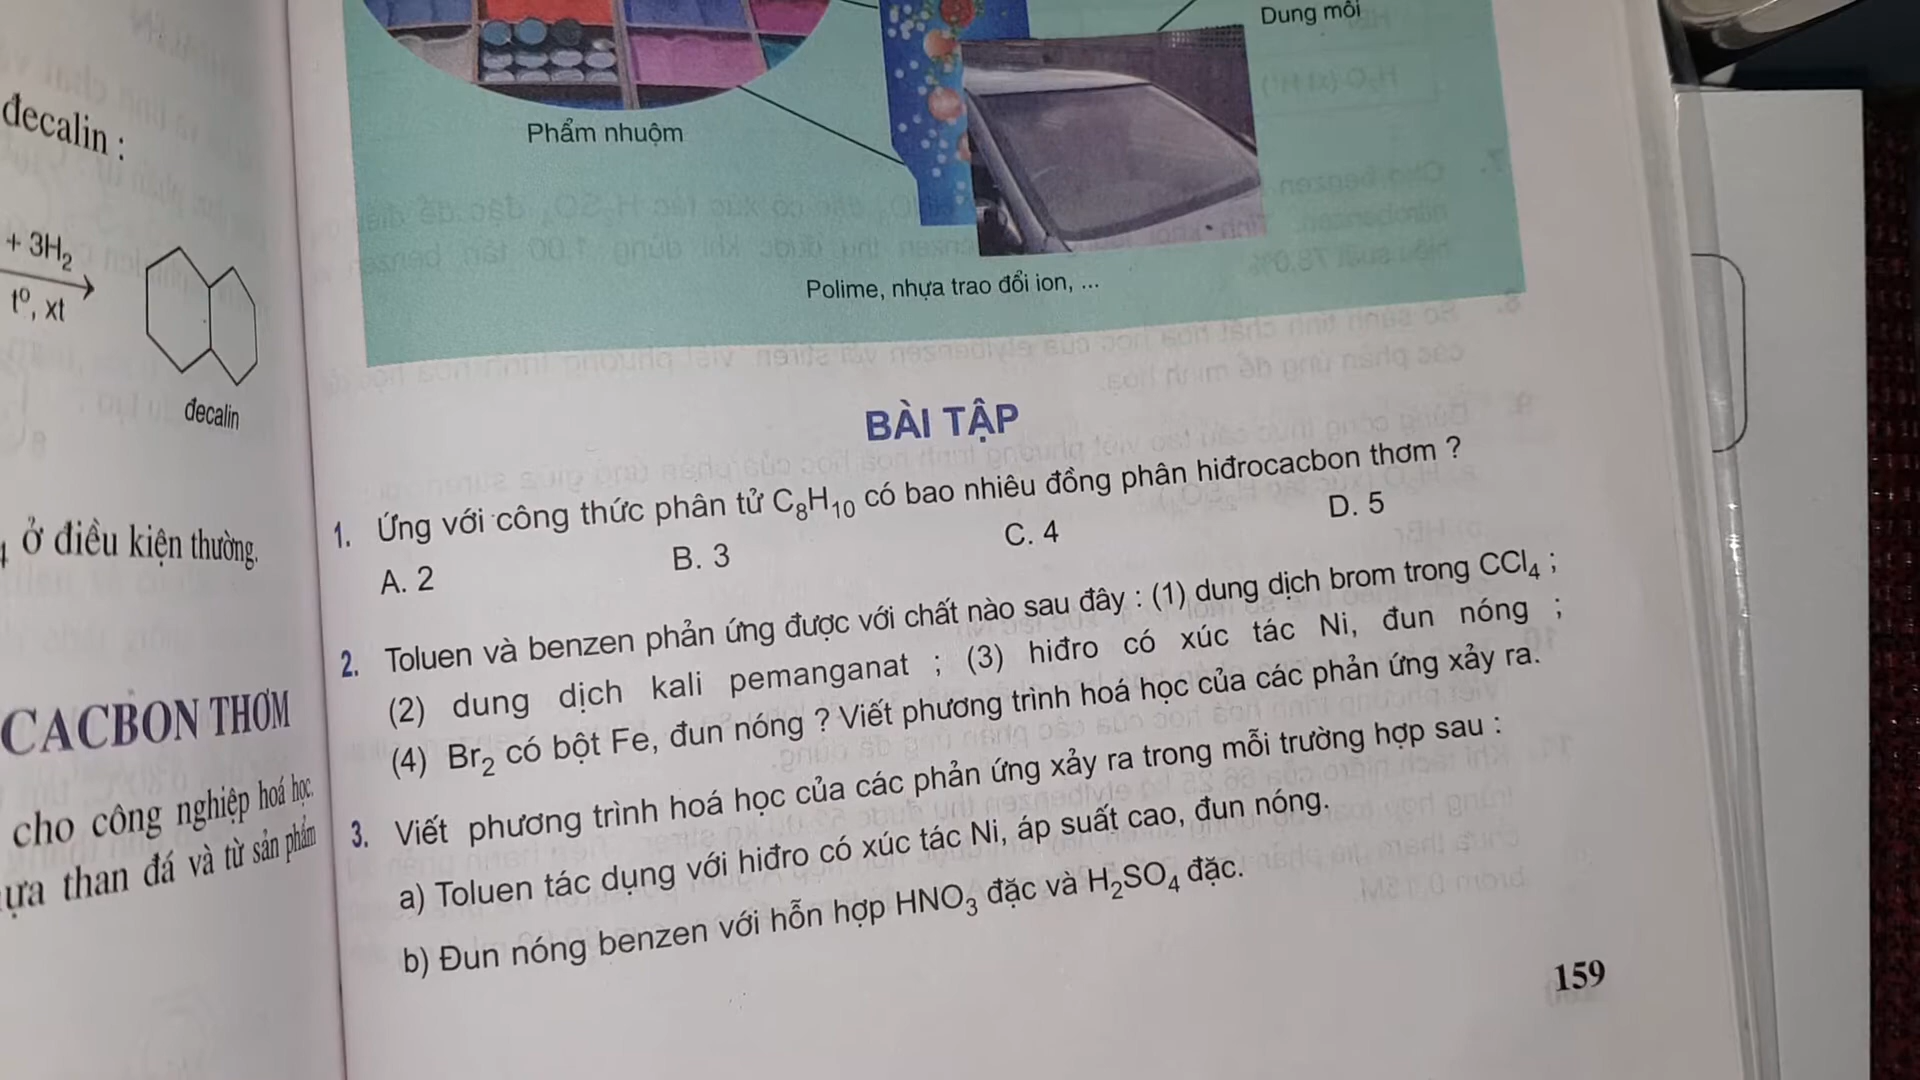 đecalin :
+ 3H₂
t⁰, xt
đecalin
ở điều kiện thường.
CACBON THƠM
cho công nghiệp hoá học.
than đá và từ sản phẩm
Dung môi
Phẩm nhuộm
Polime, nhựa trao đổi ion, ...
BÀI TẬP
1. Ứng với công thức phân tử C₈H₁₀ có bao nhiêu đồng phân hiđrocacbon thơm ?
A. 2 B. 3 C. 4 D. 5
2. Toluen và benzen phản ứng được với chất nào sau đây : (1) dung dịch brom trong CCl₄ ;
(2) dung dịch kali pemanganat ; (3) hiđro có xúc tác Ni, đun nóng ;
(4) Br₂ có bột Fe, đun nóng ? Viết phương trình hoá học của các phản ứng xảy ra.
3. Viết phương trình hoá học của các phản ứng xảy ra trong mỗi trường hợp sau :
a) Toluen tác dụng với hiđro có xúc tác Ni, áp suất cao, đun nóng.
b) Đun nóng benzen với hỗn hợp HNO₃ đặc và H₂SO₄ đặc.
159